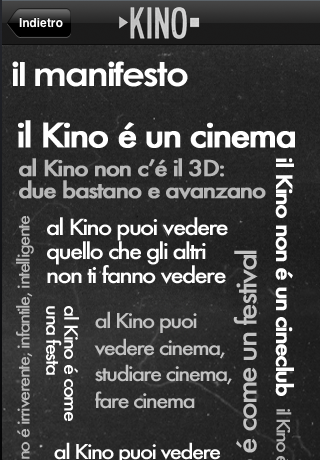 Indietro
KINO
il manifesto
il Kino é un cinema
al Kino non c'é il 3D:
due bastano e avanzano
il Kino non é un cineclub
al Kino puoi vedere
quello che gli altri
non ti fanno vedere
é come un festival
no é irriverente, infantile, intelligente
al Kino é come
una festa
al Kino puoi
vedere cinema,
studiare cinema,
fare cinema
il Kino
al Kino puoi vedere